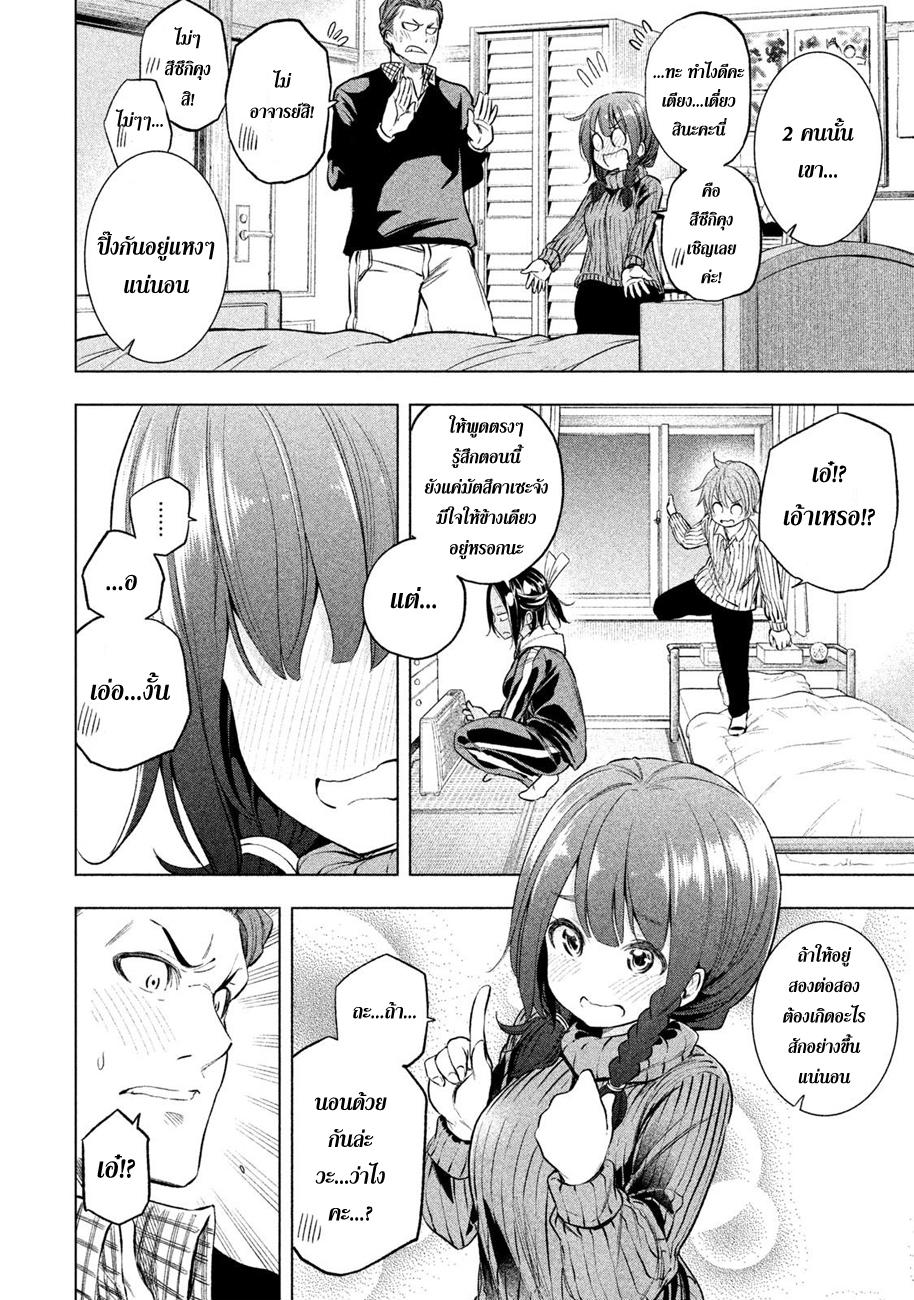 2 คนนั้น
เขา...
...ทะ ทำไงดีคะ
เตียง...เดี่ยว
สินะคะนี่
คือ
สึซึกิคุง
เชิญเลย
ค่ะ!
ไม่
อาจารย์สิ!
ไม่ๆ
สึซึกิคุง
สิ!
ไม่ๆๆ...
ปิ๊งกันอยู่แหงๆ
แน่นอน
เอ๋!?
เอ้าเหรอ!?
ให้พูดตรงๆ
รู้สึกตอนนี้
ยังแค่มัตสึคาเซะจัง
มีใจให้ข้างเดียว
อยู่หรอกนะ
แต่...
......
...อ
เอ่อ...งั้น
ถ้าให้อยู่
สองต่อสอง
ต้องเกิดอะไร
สักอย่างขึ้น
แน่นอน
ถะ...ถ้า...
นอนด้วย
กันล่ะ
วะ...ว่าไง
คะ...?
เอ๋!?